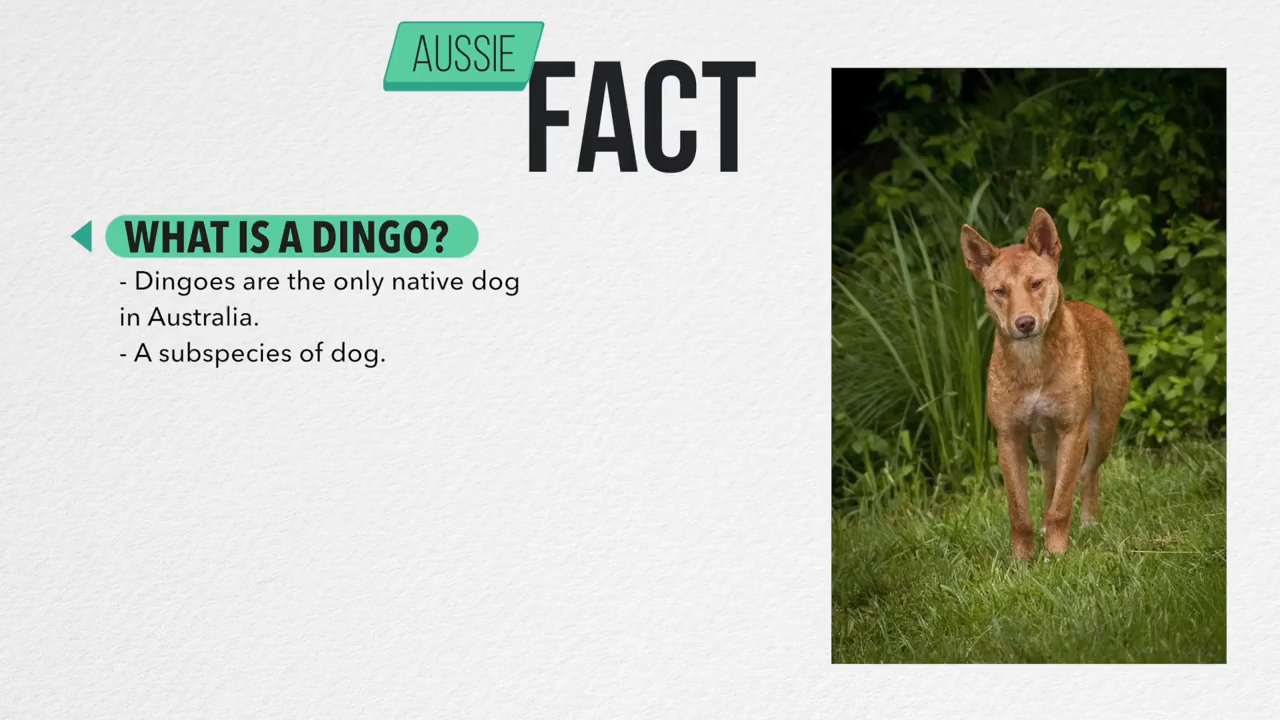 AUSSIE
FACT
WHAT IS A DINGO?
- Dingoes are the only native dog
in Australia.
- A subspecies of dog.